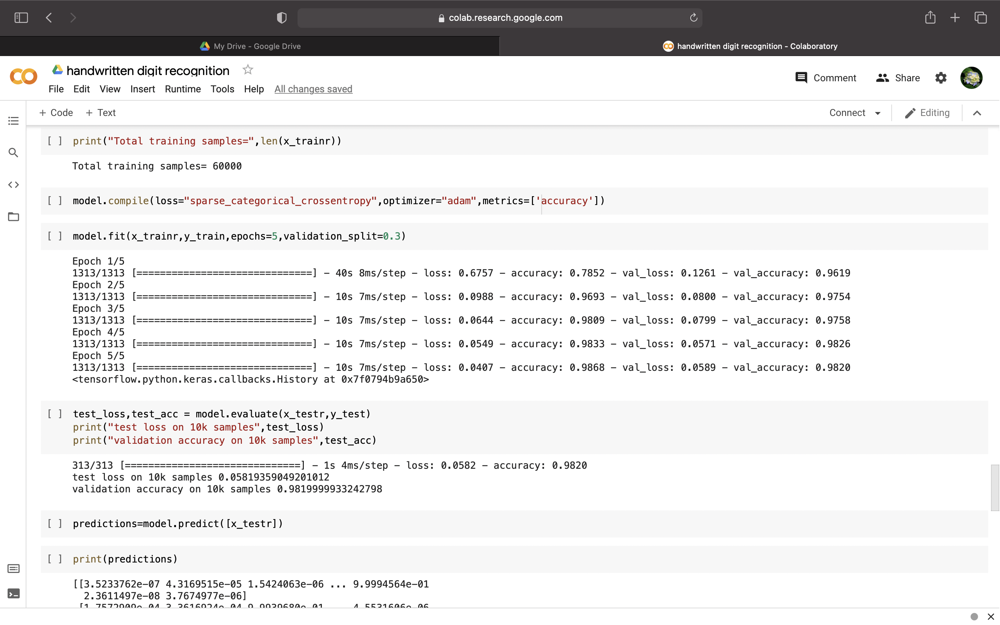 colab.research.google.com
My Drive - Google Drive
handwritten digit recognition - Colaboratory
handwritten digit recognition
Comment
Share
File Edit View Insert Runtime Tools Help All changes saved
+ Code + Text
Connect
Editing
[ ] print("Total training samples=",len(x_trainr))
Total training samples= 60000
[ ] model.compile(loss="sparse_categorical_crossentropy",optimizer="adam",metrics=['accuracy'])
[ ] model.fit(x_trainr,y_train,epochs=5,validation_split=0.3)
Epoch 1/5
1313/1313 [==============================] - 40s 8ms/step - loss: 0.6757 - accuracy: 0.7852 - val_loss: 0.1261 - val_accuracy: 0.9619
Epoch 2/5
1313/1313 [==============================] - 10s 7ms/step - loss: 0.0988 - accuracy: 0.9693 - val_loss: 0.0800 - val_accuracy: 0.9754
Epoch 3/5
1313/1313 [==============================] - 10s 7ms/step - loss: 0.0644 - accuracy: 0.9809 - val_loss: 0.0799 - val_accuracy: 0.9758
Epoch 4/5
1313/1313 [==============================] - 10s 7ms/step - loss: 0.0549 - accuracy: 0.9833 - val_loss: 0.0571 - val_accuracy: 0.9826
Epoch 5/5
1313/1313 [==============================] - 10s 7ms/step - loss: 0.0407 - accuracy: 0.9868 - val_loss: 0.0589 - val_accuracy: 0.9820
<tensorflow.python.keras.callbacks.History at 0x7f0794b9a650>
[ ] test_loss,test_acc = model.evaluate(x_testr,y_test)
print("test loss on 10k samples",test_loss)
print("validation accuracy on 10k samples",test_acc)
313/313 [==============================] - 1s 4ms/step - loss: 0.0582 - accuracy: 0.9820
test loss on 10k samples 0.05819359049201012
validation accuracy on 10k samples 0.9819999933242798
[ ] predictions=model.predict([x_testr])
[ ] print(predictions)
[[3.5233762e-07 4.3169515e-05 1.5424063e-06 ... 9.9994564e-01
2.3611497e-08 3.7674977e-06]
[1.7572909e-04 3.3616924e-04 9.9939680e-01 ... 4.5531606e-06